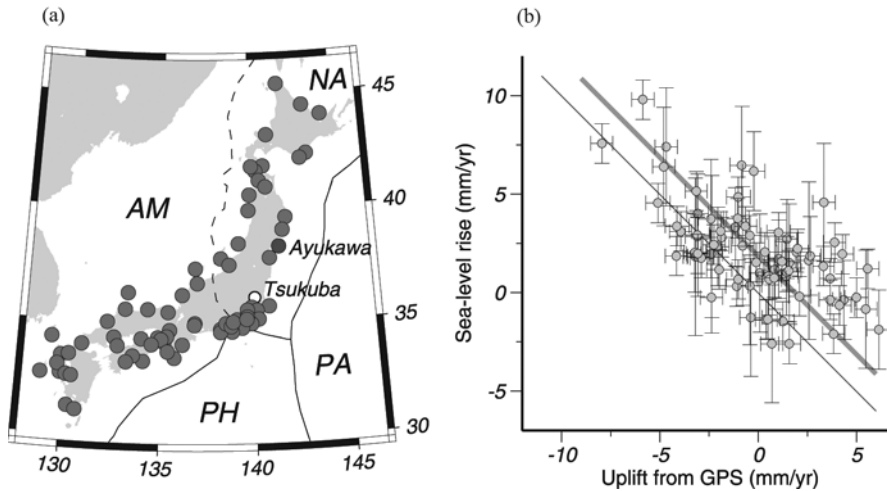 (a)
(b)
NA
45
AM
40
Ayukawa
Tsukuba
35
PA
PH
30
130
135
140
145
Sea-level rise (mm/yr)
10
5
0
-5
-10
-5
0
5
Uplift from GPS (mm/yr)